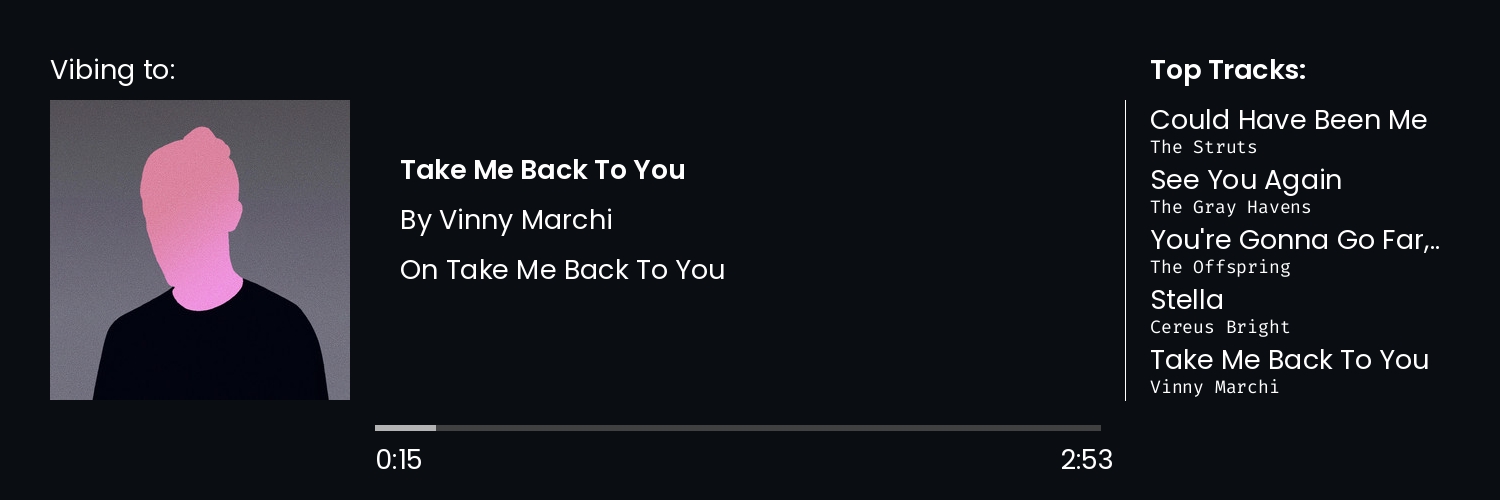 Vibing to:
Take Me Back To You
By Vinny Marchi
On Take Me Back To You
0:15
2:53
Top Tracks:
Could Have Been Me
The Struts
See You Again
The Gray Havens
You're Gonna Go Far,..
The Offspring
Stella
Cereus Bright
Take Me Back To You
Vinny Marchi